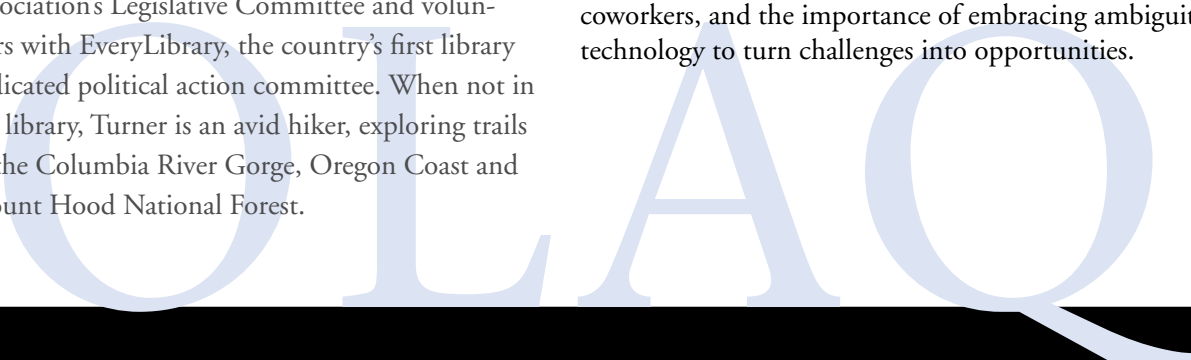 ociation's Legislative Committee and volun-
rs with EveryLibrary, the country's first library
licated political action committee. When not in
library, Turner is an avid hiker, exploring trails
the Columbia River Gorge, Oregon Coast and
ount Hood National Forest.
coworkers, and the importance of embracing ambiguit
technology to turn challenges into opportunities.
OLAQ